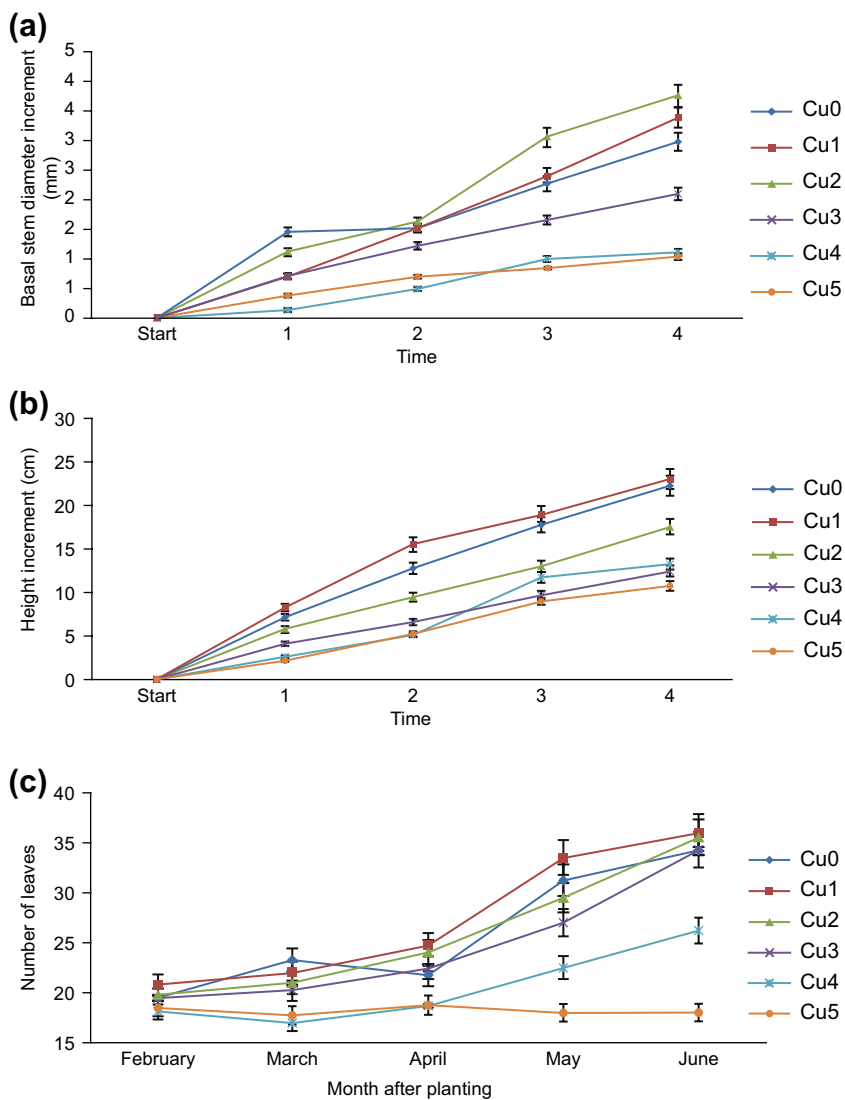 (a)
Basal stem diameter increment
(mm)
5
4
4
3
3
2
2
1
1
0
Start 1 2 3 4
Time
Cu0
Cu1
Cu2
Cu3
Cu4
Cu5
(b)
Height increment (cm)
30
25
20
15
10
5
0
Start 1 2 3 4
Time
Cu0
Cu1
Cu2
Cu3
Cu4
Cu5
(c)
Number of leaves
40
35
30
25
20
15
February March April May June
Month after planting
Cu0
Cu1
Cu2
Cu3
Cu4
Cu5